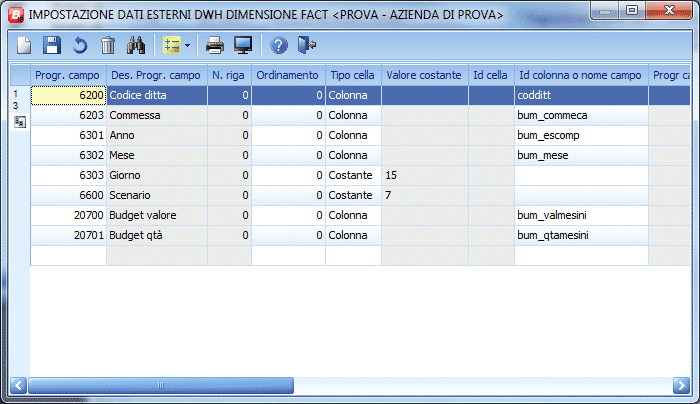 IMPOSTAZIONE DATI ESTERNI DWH DIMENSIONE FACT <PROVA - AZIENDA DI PROVA>
Progr. campo Des. Progr. campo N. riga Ordinamento Tipo cella Valore costante Id cella Id colonna o nome campo Progr ca
1 6200 Codice ditta 0 0 Colonna codditt
3 6203 Commessa 0 0 Colonna bum_commeca
6301 Anno 0 0 Colonna bum_escomp
6302 Mese 0 0 Colonna bum_mese
6303 Giorno 0 0 Costante 15
6600 Scenario 0 0 Costante 7
20700 Budget valore 0 0 Colonna bum_valmesini
20701 Budget qtà 0 0 Colonna bum_qtamesini